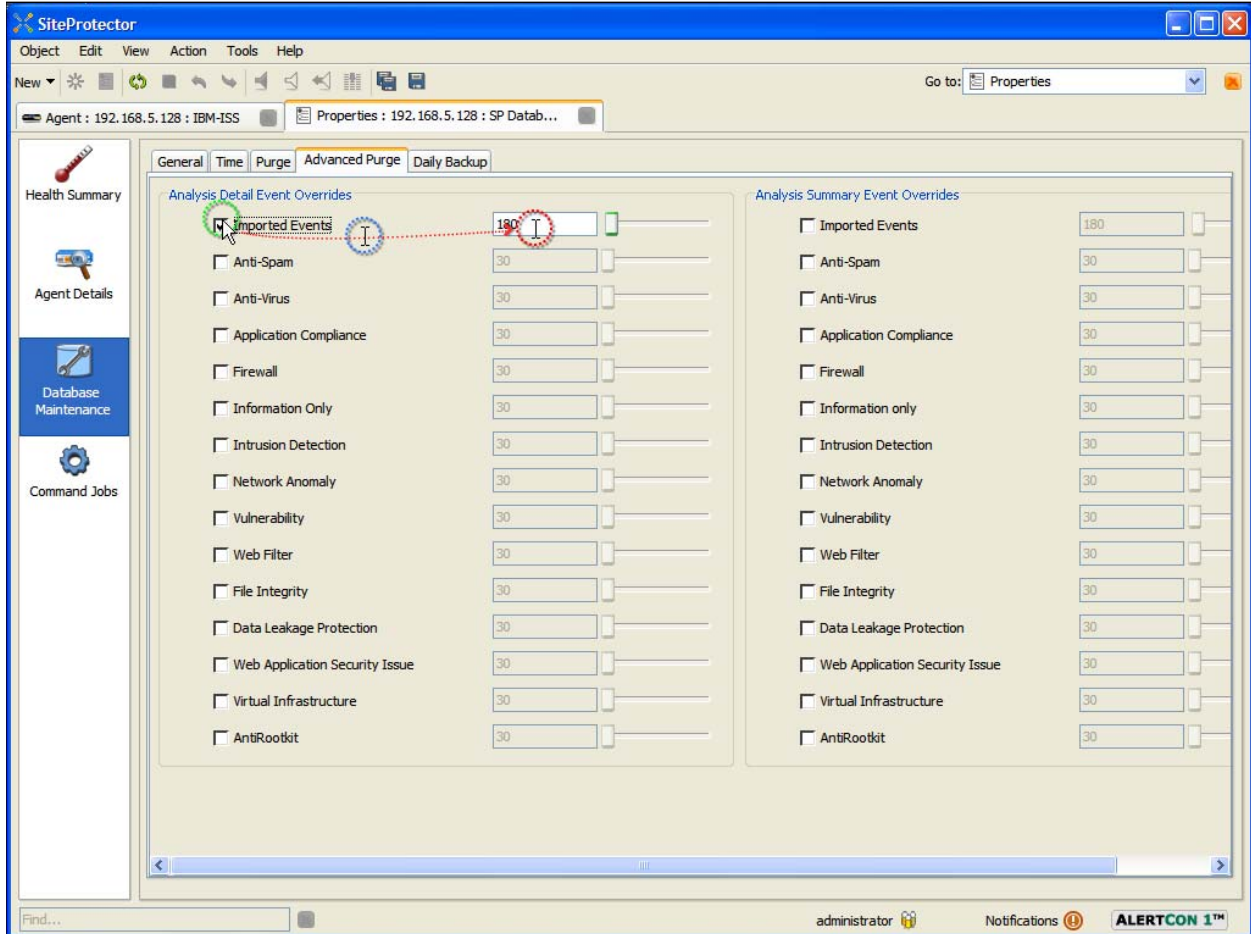 SiteProtector
Object Edit View Action Tools Help
New Go to: Properties
Agent : 192.168.5.128 : IBM-ISS Properties : 192.168.5.128 : SP Datab...
Health Summary
Agent Details
Database Maintenance
Command Jobs
General Time Purge Advanced Purge Daily Backup
Analysis Detail Event Overrides
Imported Events 180
Anti-Spam 30
Anti-Virus 30
Application Compliance 30
Firewall 30
Information Only 30
Intrusion Detection 30
Network Anomaly 30
Vulnerability 30
Web Filter 30
File Integrity 30
Data Leakage Protection 30
Web Application Security Issue 30
Virtual Infrastructure 30
AntiRootkit 30
Analysis Summary Event Overrides
Imported Events 180
Anti-Spam 30
Anti-Virus 30
Application Compliance 30
Firewall 30
Information only 30
Intrusion Detection 30
Network Anomaly 30
Vulnerability 30
Web Filter 30
File Integrity 30
Data Leakage Protection 30
Web Application Security Issue 30
Virtual Infrastructure 30
AntiRootkit 30
Find... administrator Notifications ALERTCON 1™